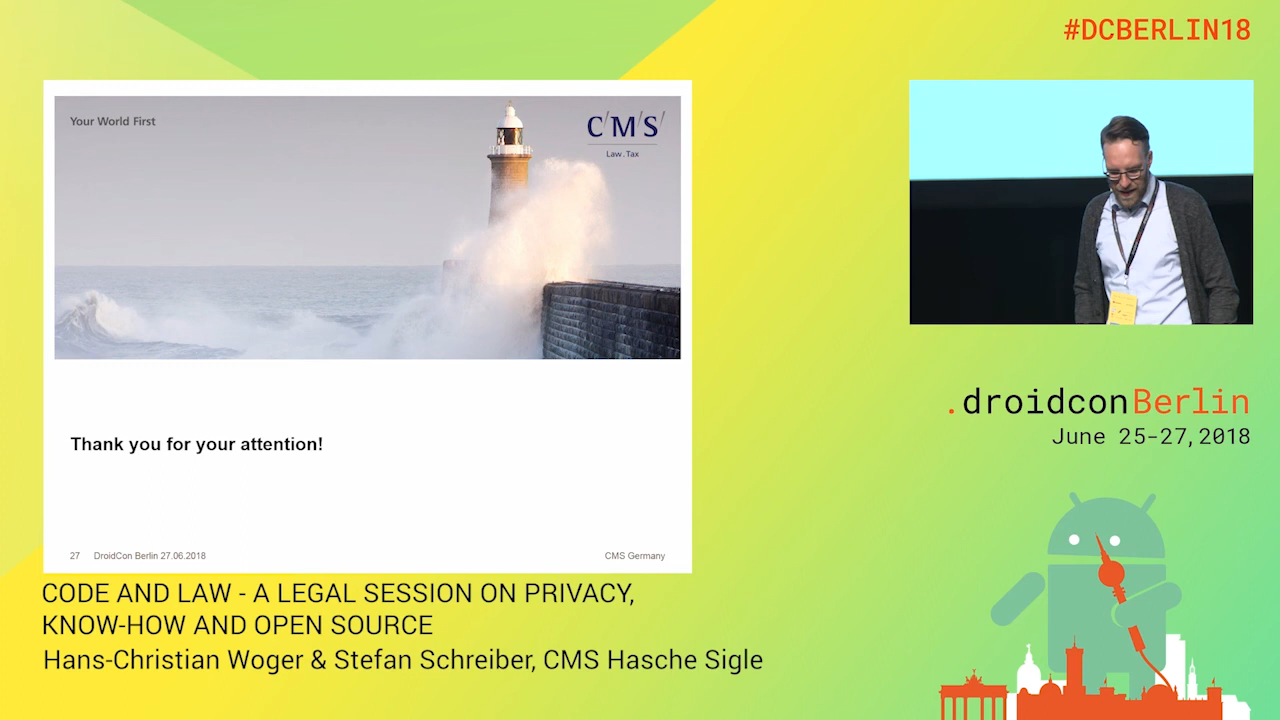 #DCBERLIN18
Your World First
C/M/S/
Law.Tax
Thank you for your attention!
27 DroidCon Berlin 27.06.2018 CMS Germany
.droidconBerlin
June 25-27, 2018
CODE AND LAW - A LEGAL SESSION ON PRIVACY,
KNOW-HOW AND OPEN SOURCE
Hans-Christian Woger & Stefan Schreiber, CMS Hasche Sigle